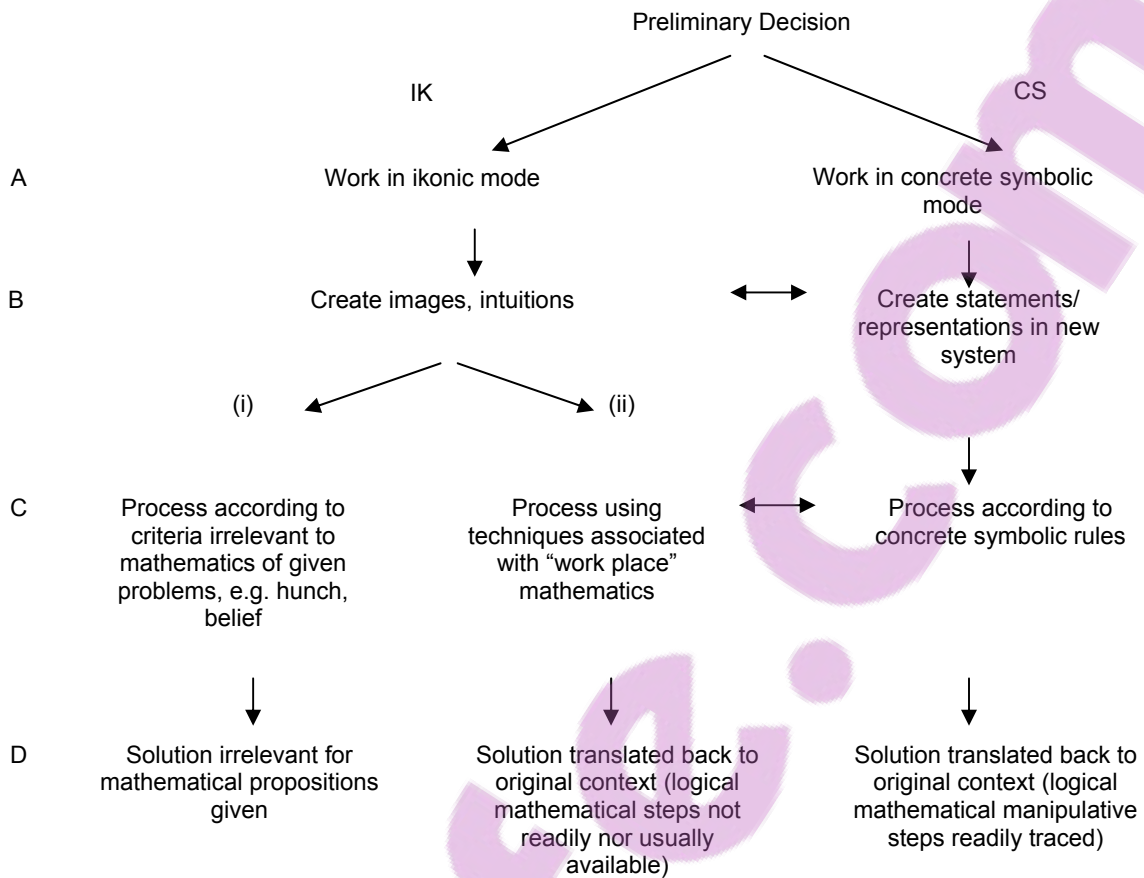 Preliminary Decision
IK
CS
A
Work in ikonic mode
Work in concrete symbolic
mode
B
Create images, intuitions
Create statements/
representations in new
system
(i)
(ii)
C
Process according to
criteria irrelevant to
mathematics of given
problems, e.g. hunch,
belief
Process using
techniques associated
with “work place”
mathematics
Process according to
concrete symbolic rules
D
Solution irrelevant for
mathematical propositions
given
Solution translated back to
original context (logical
mathematical steps not
readily nor usually
available)
Solution translated back to
original context (logical
mathematical manipulative
steps readily traced)
e.com